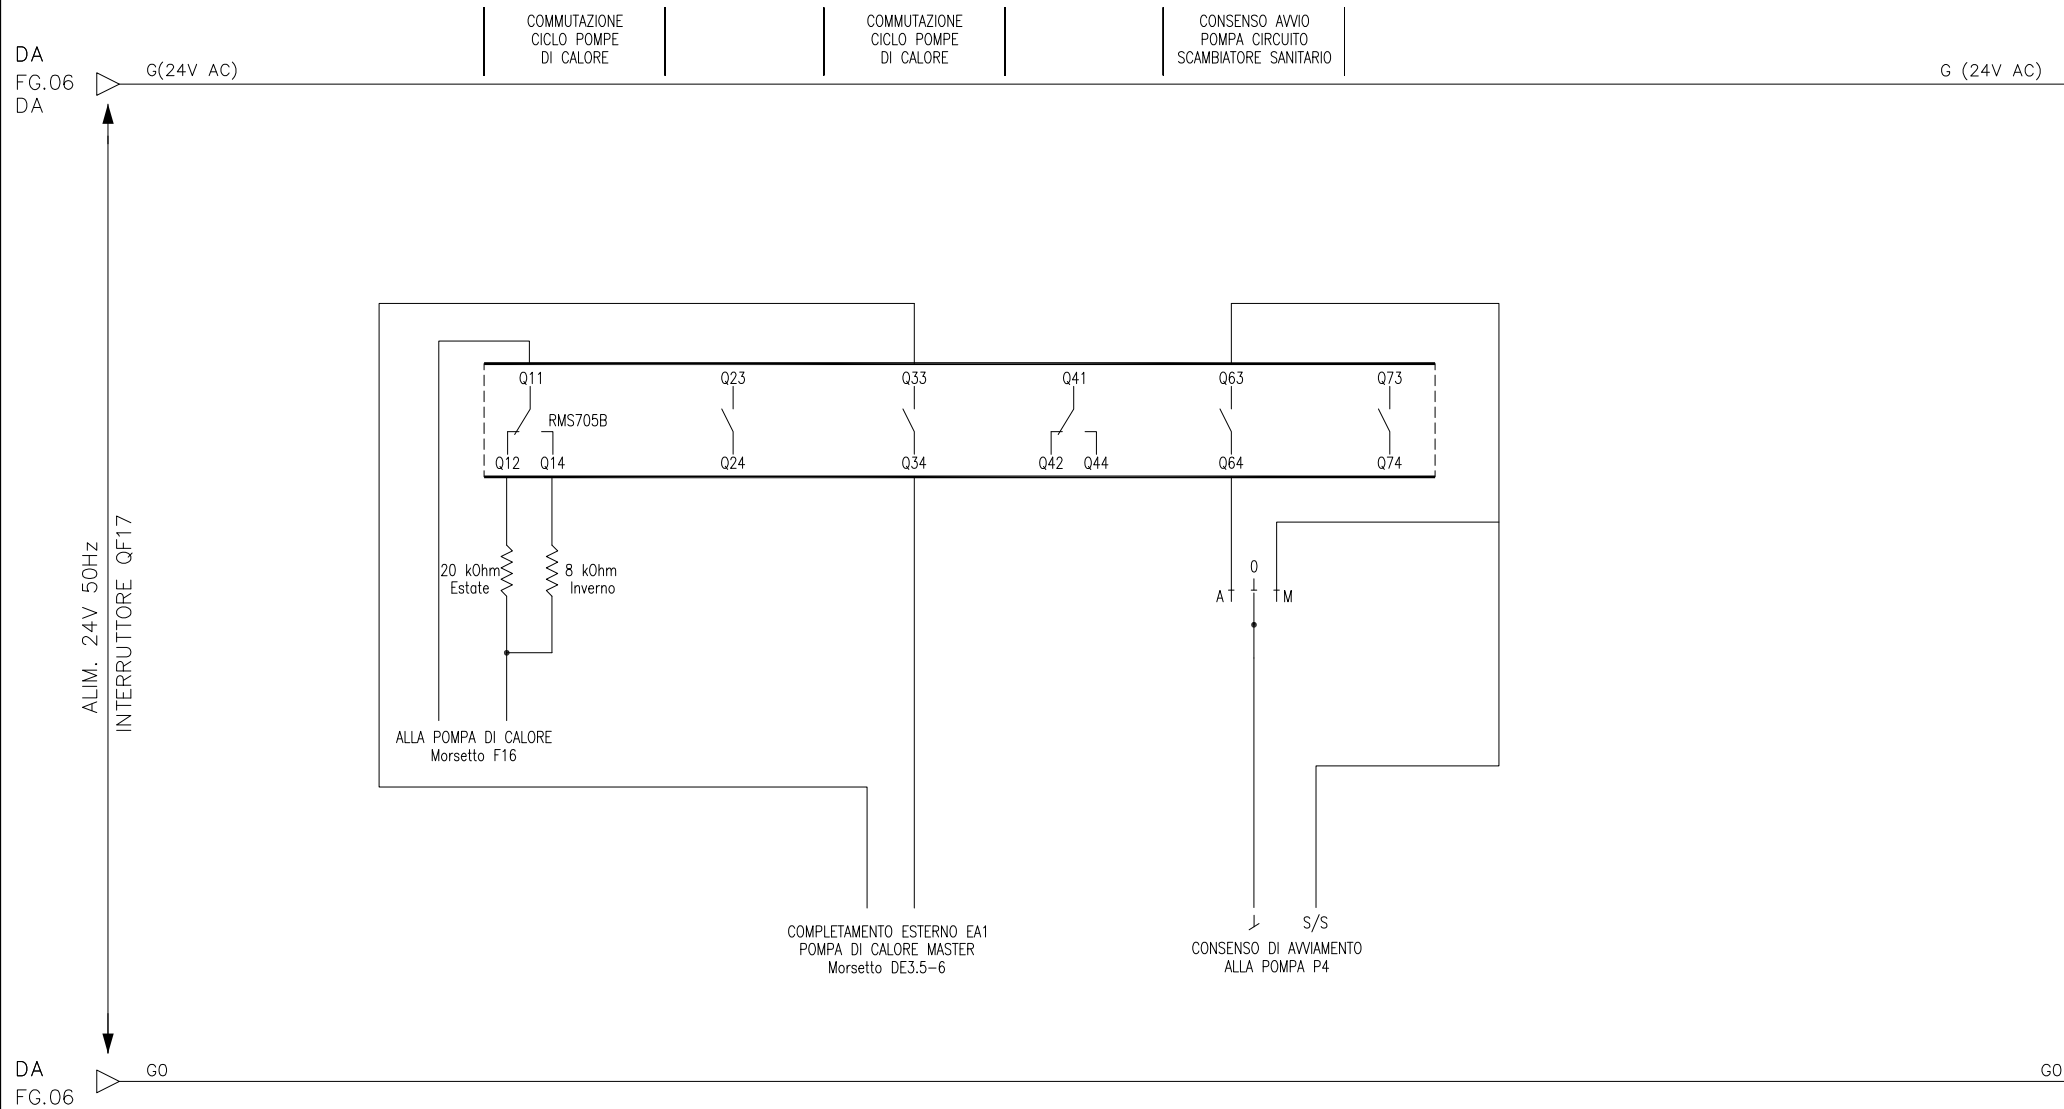 COMMUTAZIONE
CICLO POMPE
DI CALORE
COMMUTAZIONE
CICLO POMPE
DI CALORE
CONSENSO AVVIO
POMPA CIRCUITO
SCAMBIATORE SANITARIO
DA
FG.06
DA
G(24V AC)
G (24V AC)
ALIM. 24V 50Hz
INTERRUTTORE QF17
Q11
Q23
Q33
Q41
Q63
Q73
RMS705B
Q12
Q14
Q24
Q34
Q42
Q44
Q64
Q74
20 kOhm
Estate
8 kOhm
Inverno
0
A
M
ALLA POMPA DI CALORE
Morsetto F16
COMPLETAMENTO ESTERNO EA1
POMPA DI CALORE MASTER
Morsetto DE3.5-6
S/S
CONSENSO DI AVVIAMENTO
ALLA POMPA P4
DA
FG.06
G0
G0